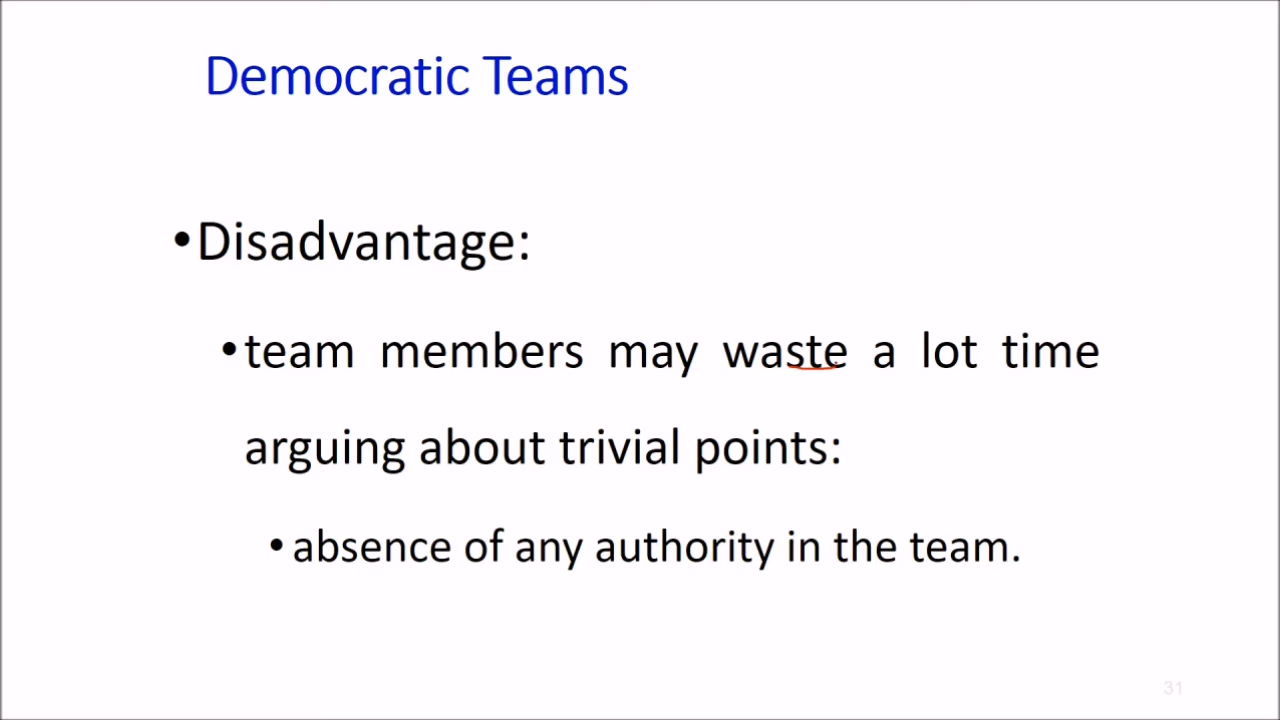 Democratic Teams
•Disadvantage:
•team members may waste a lot time
arguing about trivial points:
•absence of any authority in the team.
31